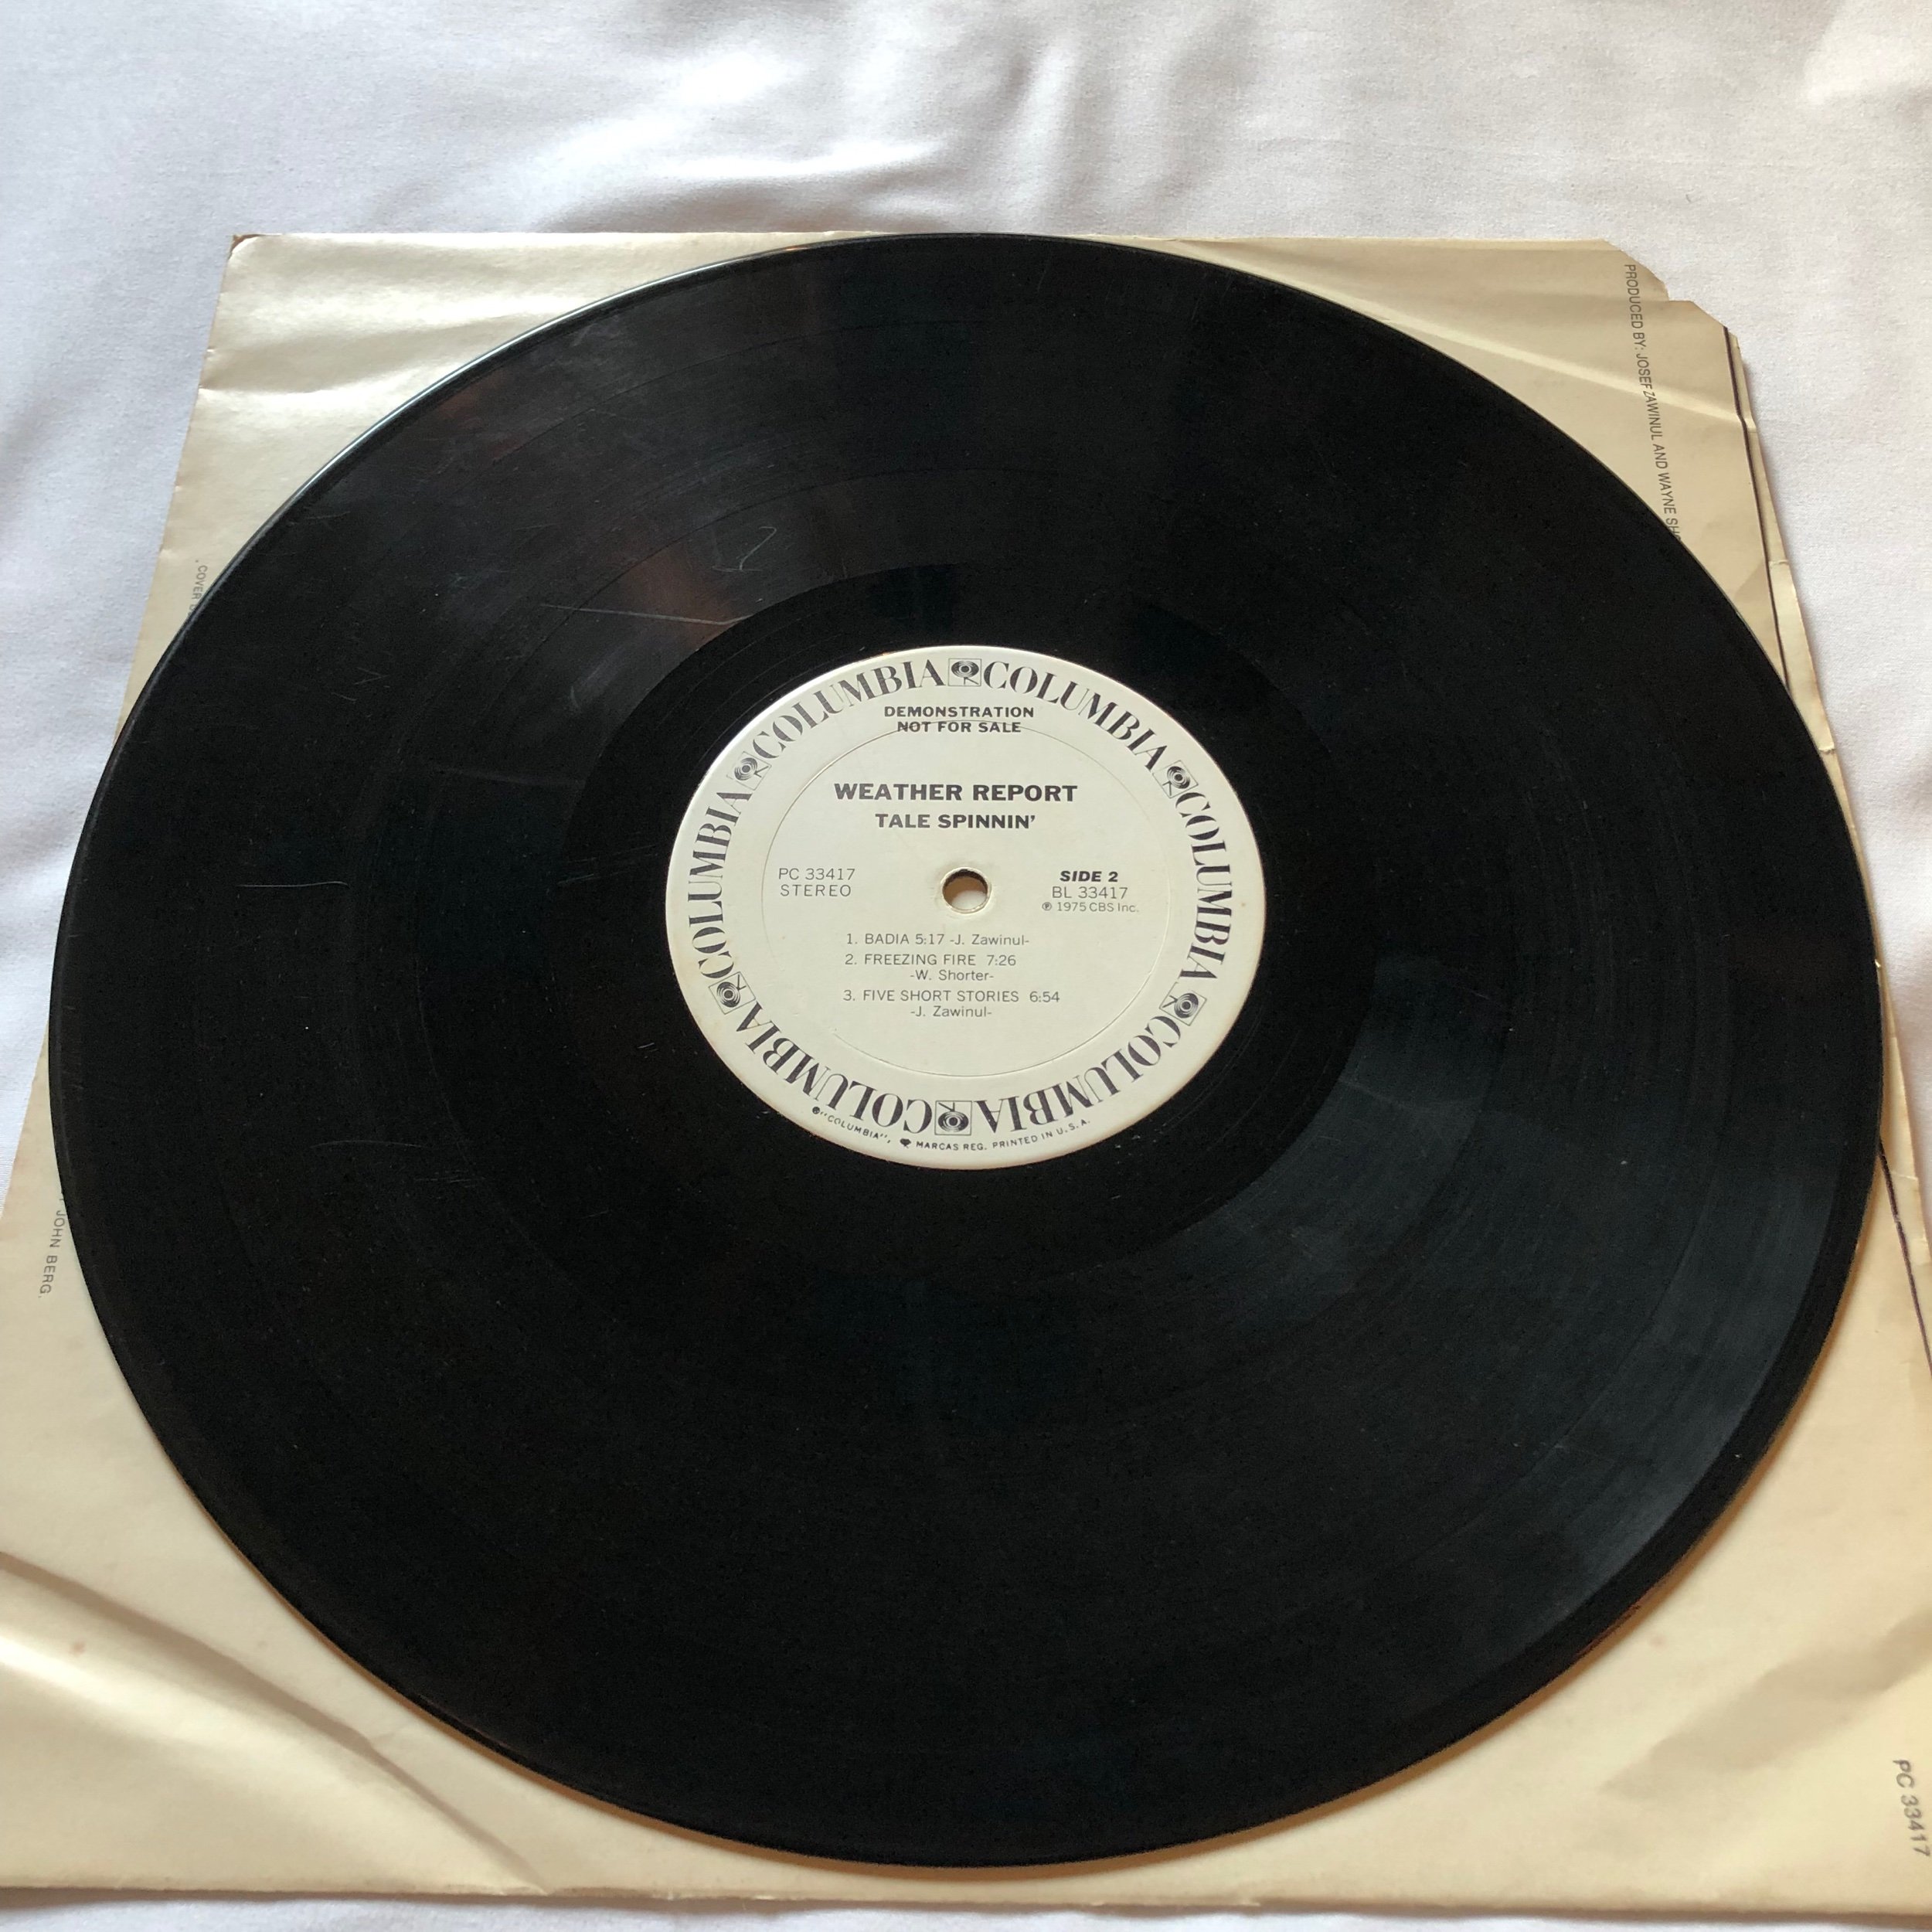 COLUMBIA COLUMBIA COLUMBIA COLUMBIA COLUMBIA COLUMBIA
DEMONSTRATION
NOT FOR SALE
WEATHER REPORT
TALE SPINNIN'
PC 33417
STEREO
SIDE 2
BL 33417
℗ 1975 CBS Inc.
1. BADIA 5:17 -J. Zawinul-
2. FREEZING FIRE 7:26
-W. Shorter-
3. FIVE SHORT STORIES 6:54
-J. Zawinul-
"COLUMBIA", MARCAS REG. PRINTED IN U.S.A.
PRODUCED BY: JOSEF ZAWINUL AND WAYNE
COVER
JOHN BERG.
PC 33417